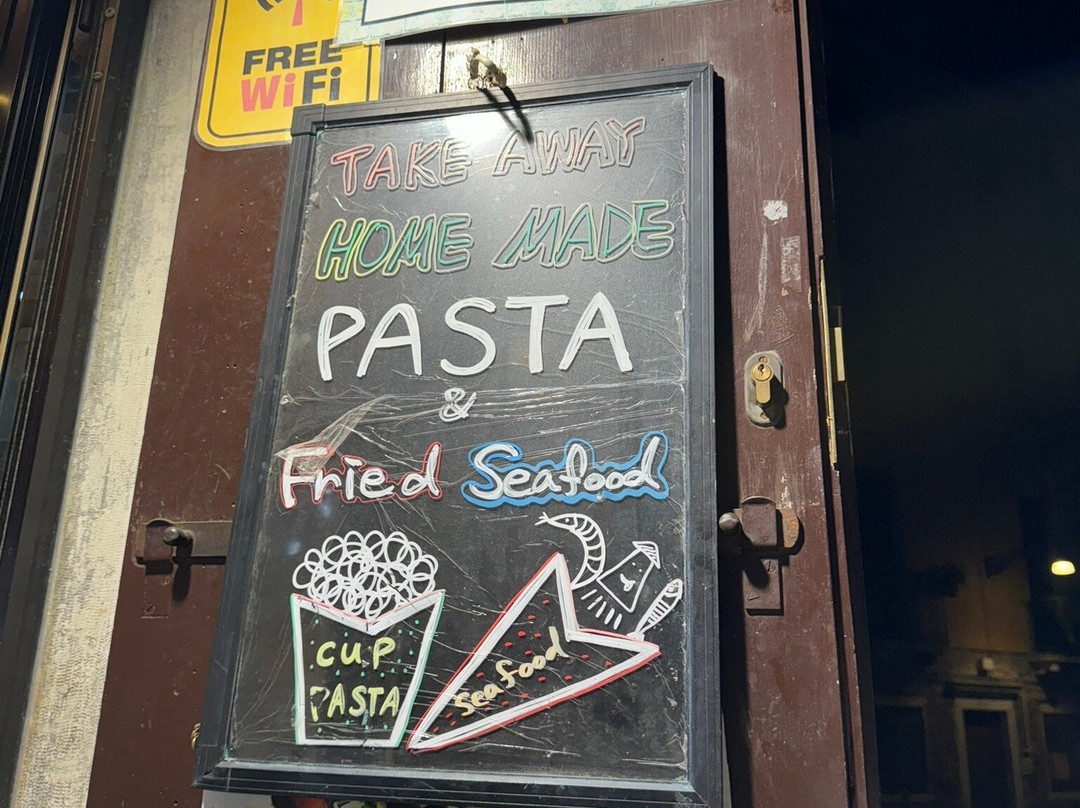 FREE
WiFi
TAKE AWAY
HOME MADE
PASTA
&
Fried Seafood
CUP
PASTA
Seafood